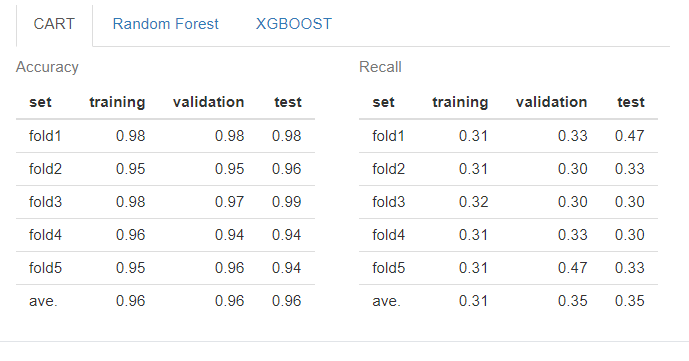 CART Random Forest XGBOOST
Accuracy Recall
set training validation test set training validation test
fold1 0.98 0.98 0.98 fold1 0.31 0.33 0.47
fold2 0.95 0.95 0.96 fold2 0.31 0.30 0.33
fold3 0.98 0.97 0.99 fold3 0.32 0.30 0.30
fold4 0.96 0.94 0.94 fold4 0.31 0.33 0.30
fold5 0.95 0.96 0.94 fold5 0.31 0.47 0.33
ave. 0.96 0.96 0.96 ave. 0.31 0.35 0.35